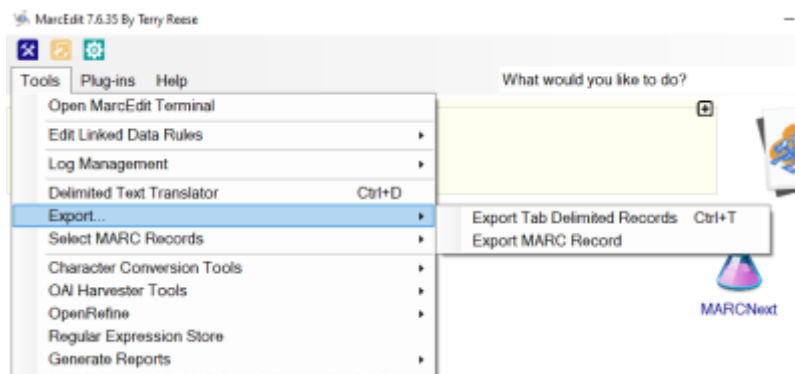 MarcEdit 7.6.35 By Terry Reese
Tools Plug-ins Help What would you like to do?
Open MarcEdit Terminal
Edit Linked Data Rules
Log Management
Delimited Text Translator Ctrl+D
Export...
Export Tab Delimited Records Ctrl+T
Select MARC Records
Export MARC Record
Character Conversion Tools
OAI Harvester Tools
OpenRefine
MARCNext
Regular Expression Store
Generate Reports